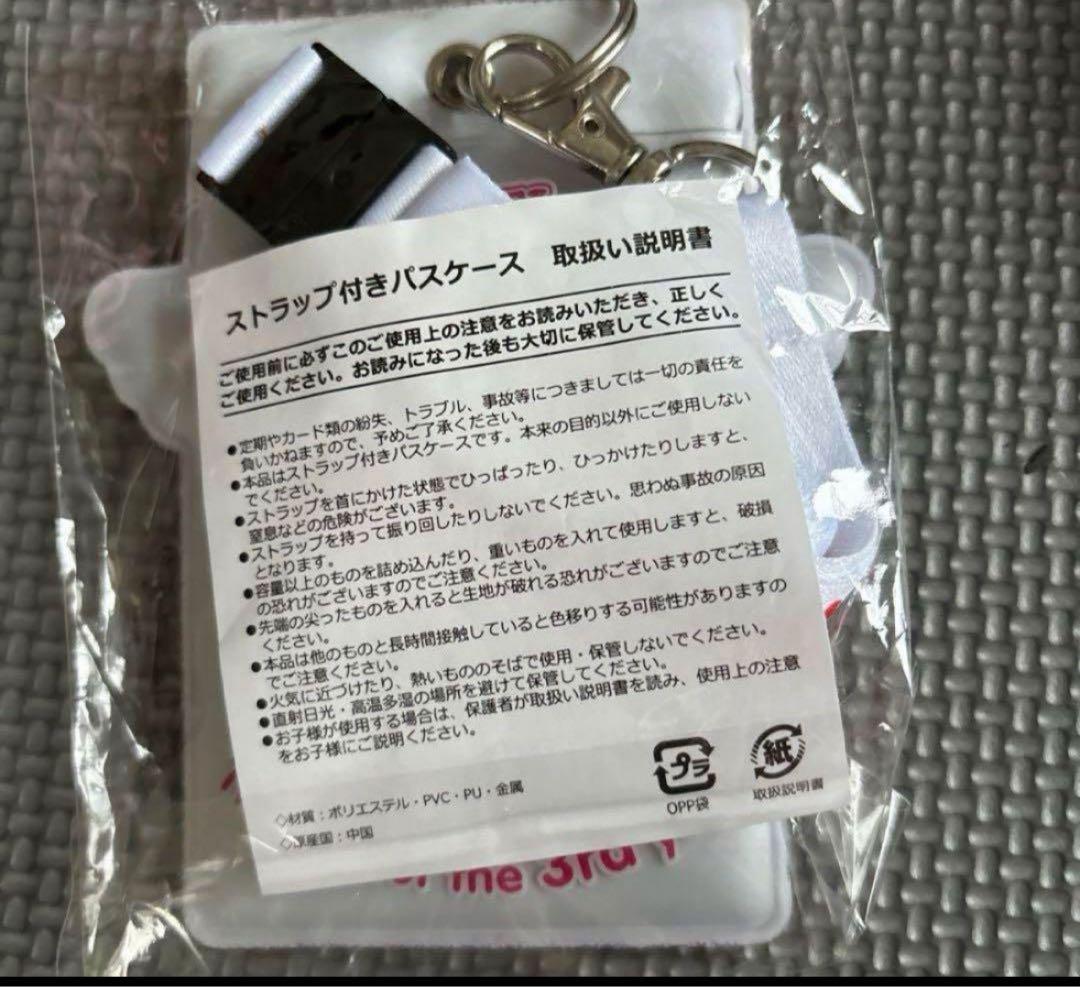 ストラップ付きパスケース 取扱い説明書
ご使用前に必ずこのご使用上の注意をお読みいただき、正しく
ご使用ください。お読みになった後も大切に保管してください。
●定期やカード類の紛失、トラブル、事故等につきましては一切の責任を
負いかねますので、予めご了承ください。
●本品はストラップ付きパスケースです。本来の目的以外にご使用しない
でください。
●ストラップを首にかけた状態でひっぱったり、ひっかけたりしますと、
窒息などの危険がございます。
●ストラップを持って振り回したりしないでください。思わぬ事故の原因
となります。
●容量以上のものを詰め込んだり、重いものを入れて使用しますと、破損
の恐れがございますのでご注意ください。
●先端の尖ったものを入れると生地が破れる恐れがございますのでご注意
ください。
●本品は他のものと長時間接触していると色移りする可能性がありますの
でご注意ください。
●火気に近づけたり、熱いもののそばで使用・保管しないでください。
●直射日光・高温多湿の場所を避けて保管してください。
●お子様が使用する場合は、保護者が取扱い説明書を読み、使用上の注意
をお子様にご説明ください。
◇材質：ポリエステル・PVC・PU・金属
◇原産国：中国
プラ
OPP袋
紙
取扱説明書
the 3rd